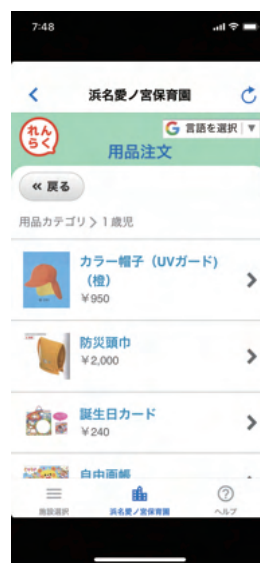 7:48
浜名愛ノ宮保育園
れん
らく
G 言語を選択 ▼
用品注文
≪ 戻る
用品カテゴリ > 1歳児
カラー帽子（UVガード)
（橙）
¥950
防災頭巾
¥2,000
誕生日カード
¥240
自由画帳
施設選択
浜名愛ノ宮保育園
ヘルプ